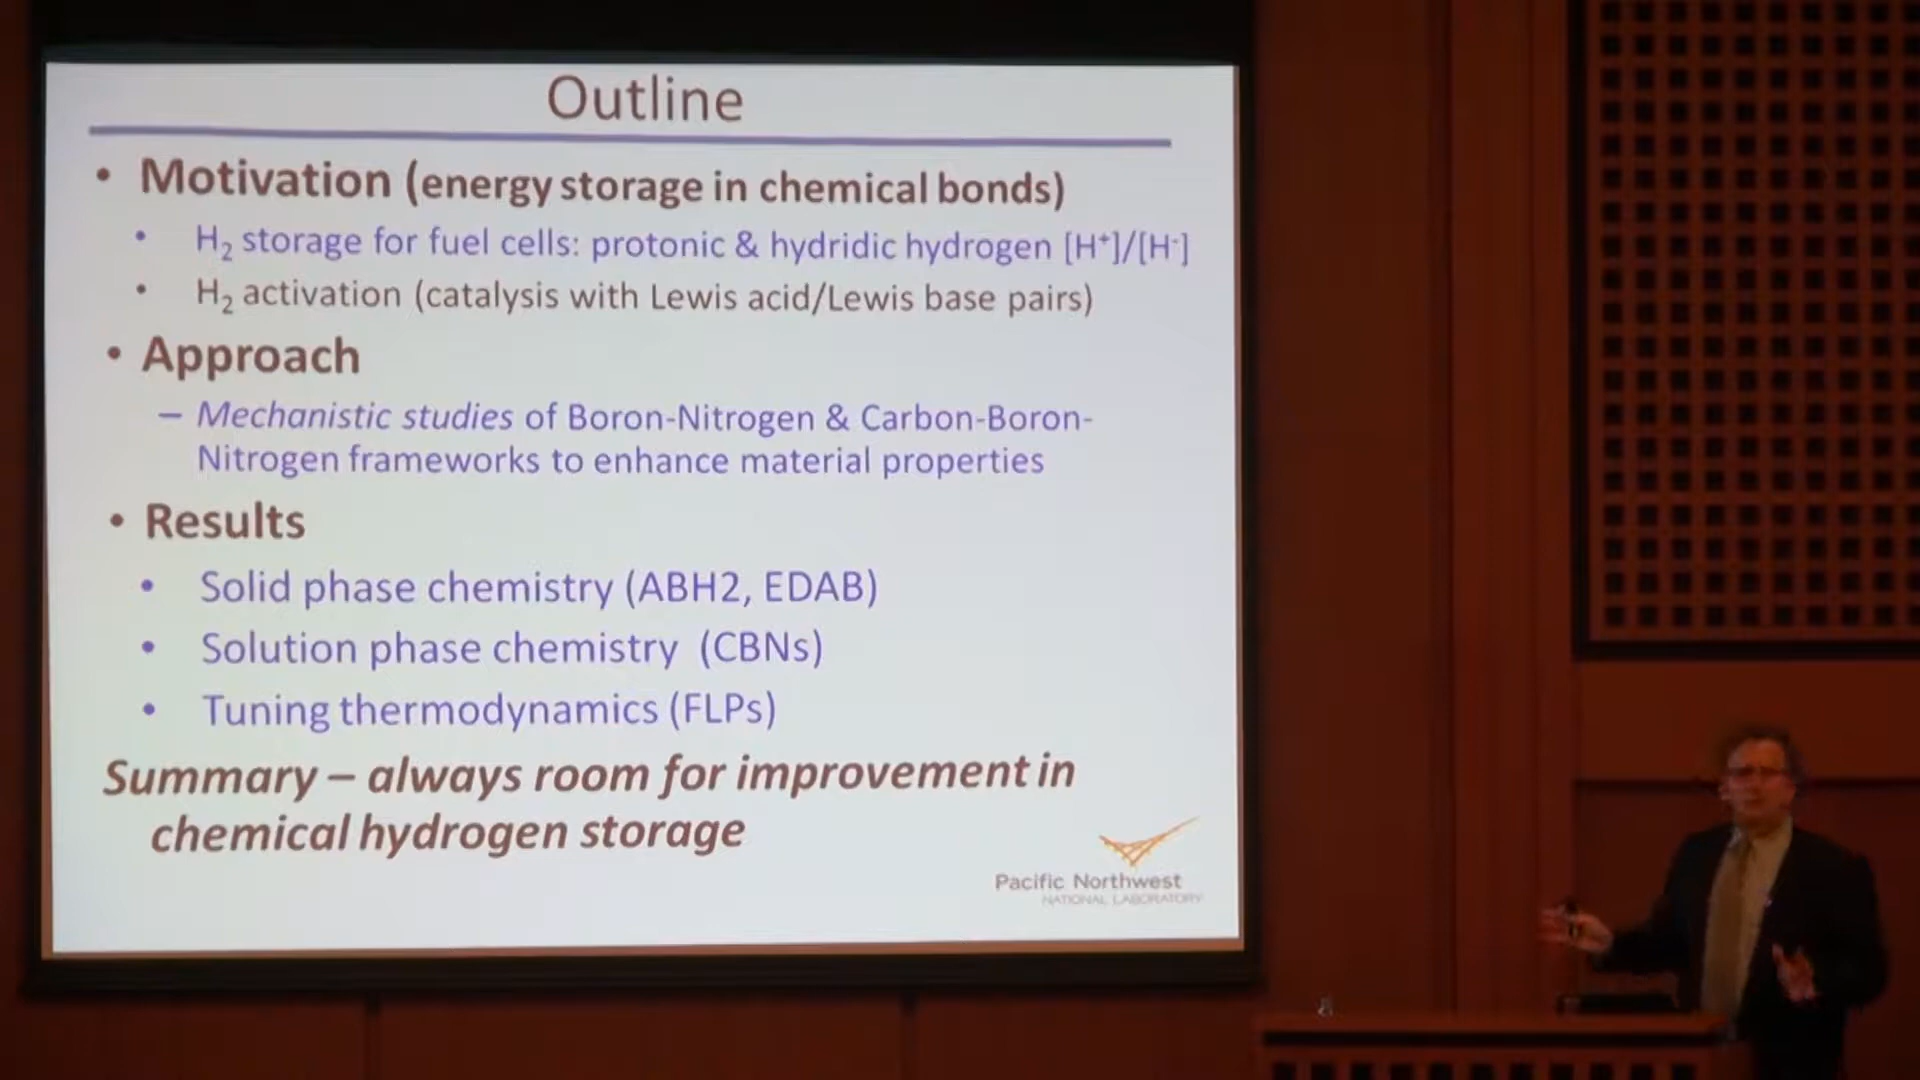 Outline
• Motivation (energy storage in chemical bonds)
• H₂ storage for fuel cells: protonic & hydridic hydrogen [H⁺]/[H⁻]
• H₂ activation (catalysis with Lewis acid/Lewis base pairs)
• Approach
– Mechanistic studies of Boron-Nitrogen & Carbon-Boron-
Nitrogen frameworks to enhance material properties
• Results
• Solid phase chemistry (ABH2, EDAB)
• Solution phase chemistry (CBNs)
• Tuning thermodynamics (FLPs)
Summary – always room for improvement in
chemical hydrogen storage
Pacific Northwest
NATIONAL LABORATORY